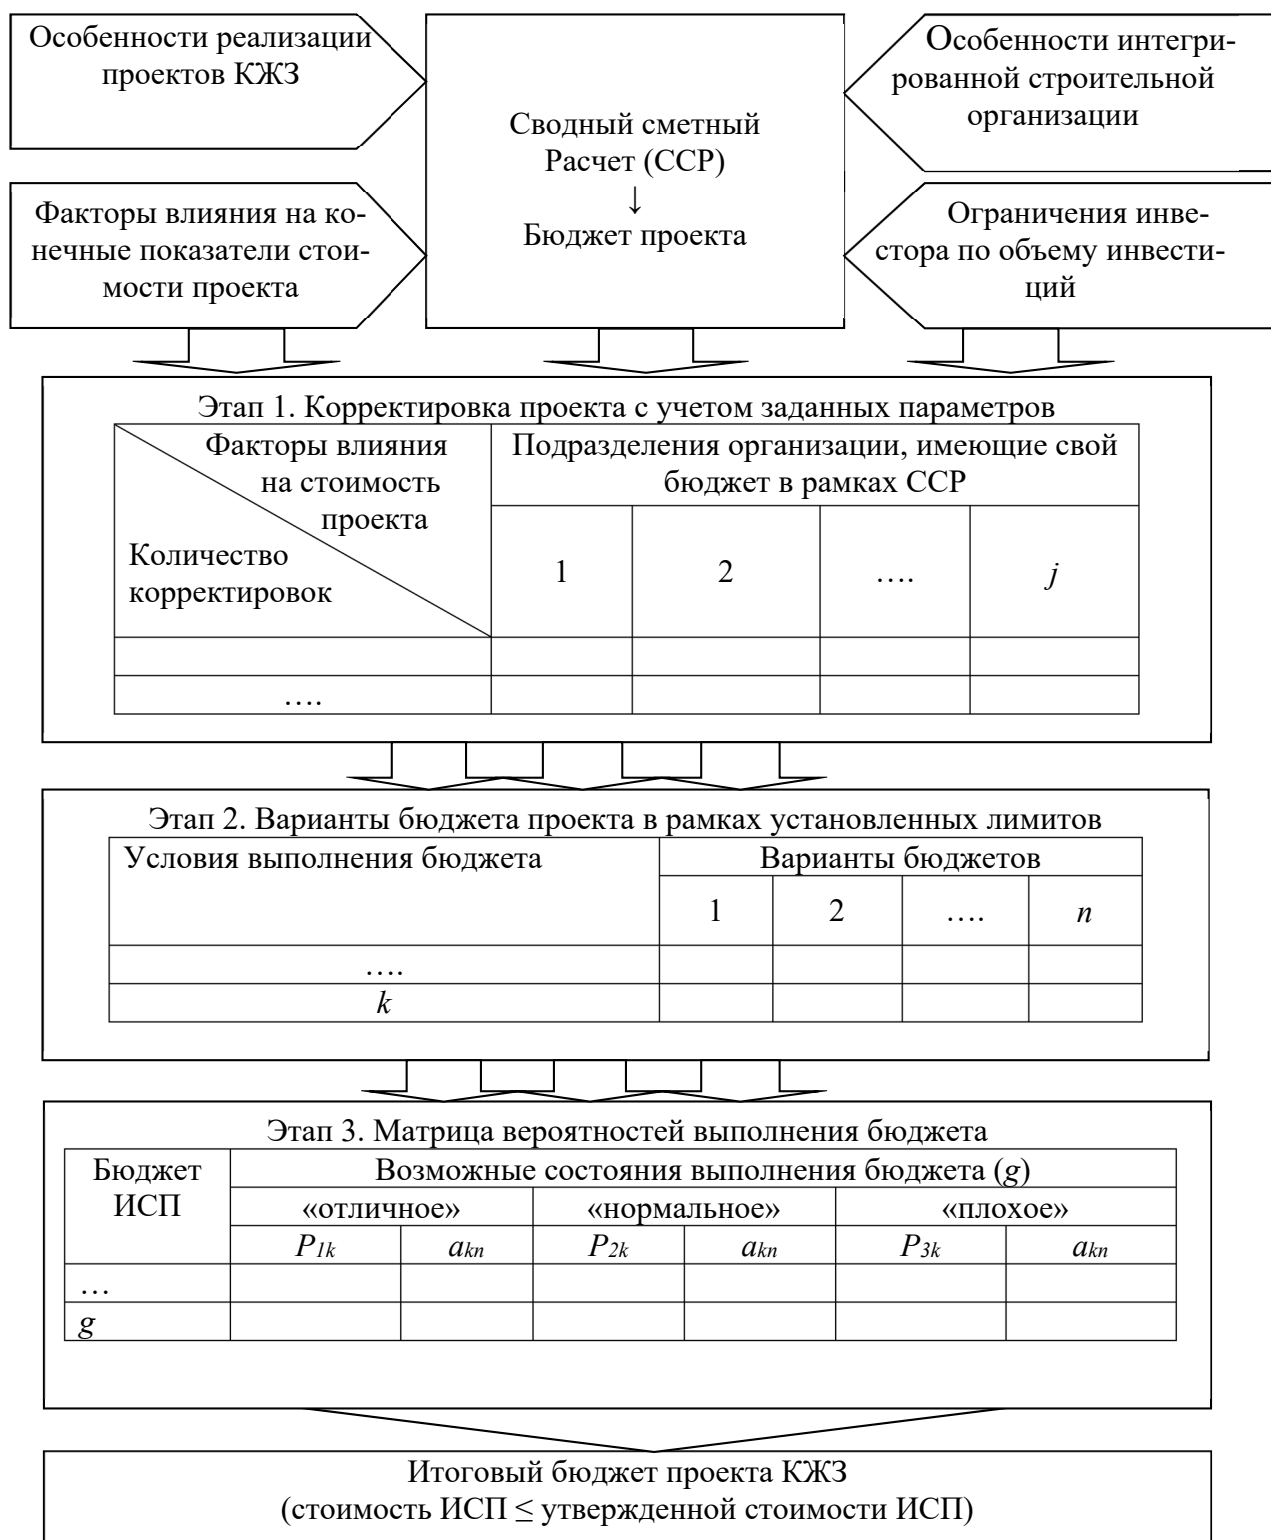 Особенности реализации
проектов КЖЗ
Особенности интегри-
рованной строительной
организации
Сводный сметный
Расчет (ССР)
↓
Бюджет проекта
Факторы влияния на ко-
нечные показатели стои-
мости проекта
Ограничения инве-
стора по объему инвести-
ций
Этап 1. Корректировка проекта с учетом заданных параметров
Факторы влияния
на стоимость
проекта
Количество
корректировок
Подразделения организации, имеющие свой
бюджет в рамках ССР
1 2 .... j
....
Этап 2. Варианты бюджета проекта в рамках установленных лимитов
Условия выполнения бюджета Варианты бюджетов
1 2 .... n
....
k
Этап 3. Матрица вероятностей выполнения бюджета
Бюджет
ИСП
Возможные состояния выполнения бюджета (g)
«отличное» «нормальное» «плохое»
P1k akn P2k akn P3k akn
...
g
Итоговый бюджет проекта КЖЗ
(стоимость ИСП ≤ утвержденной стоимости ИСП)